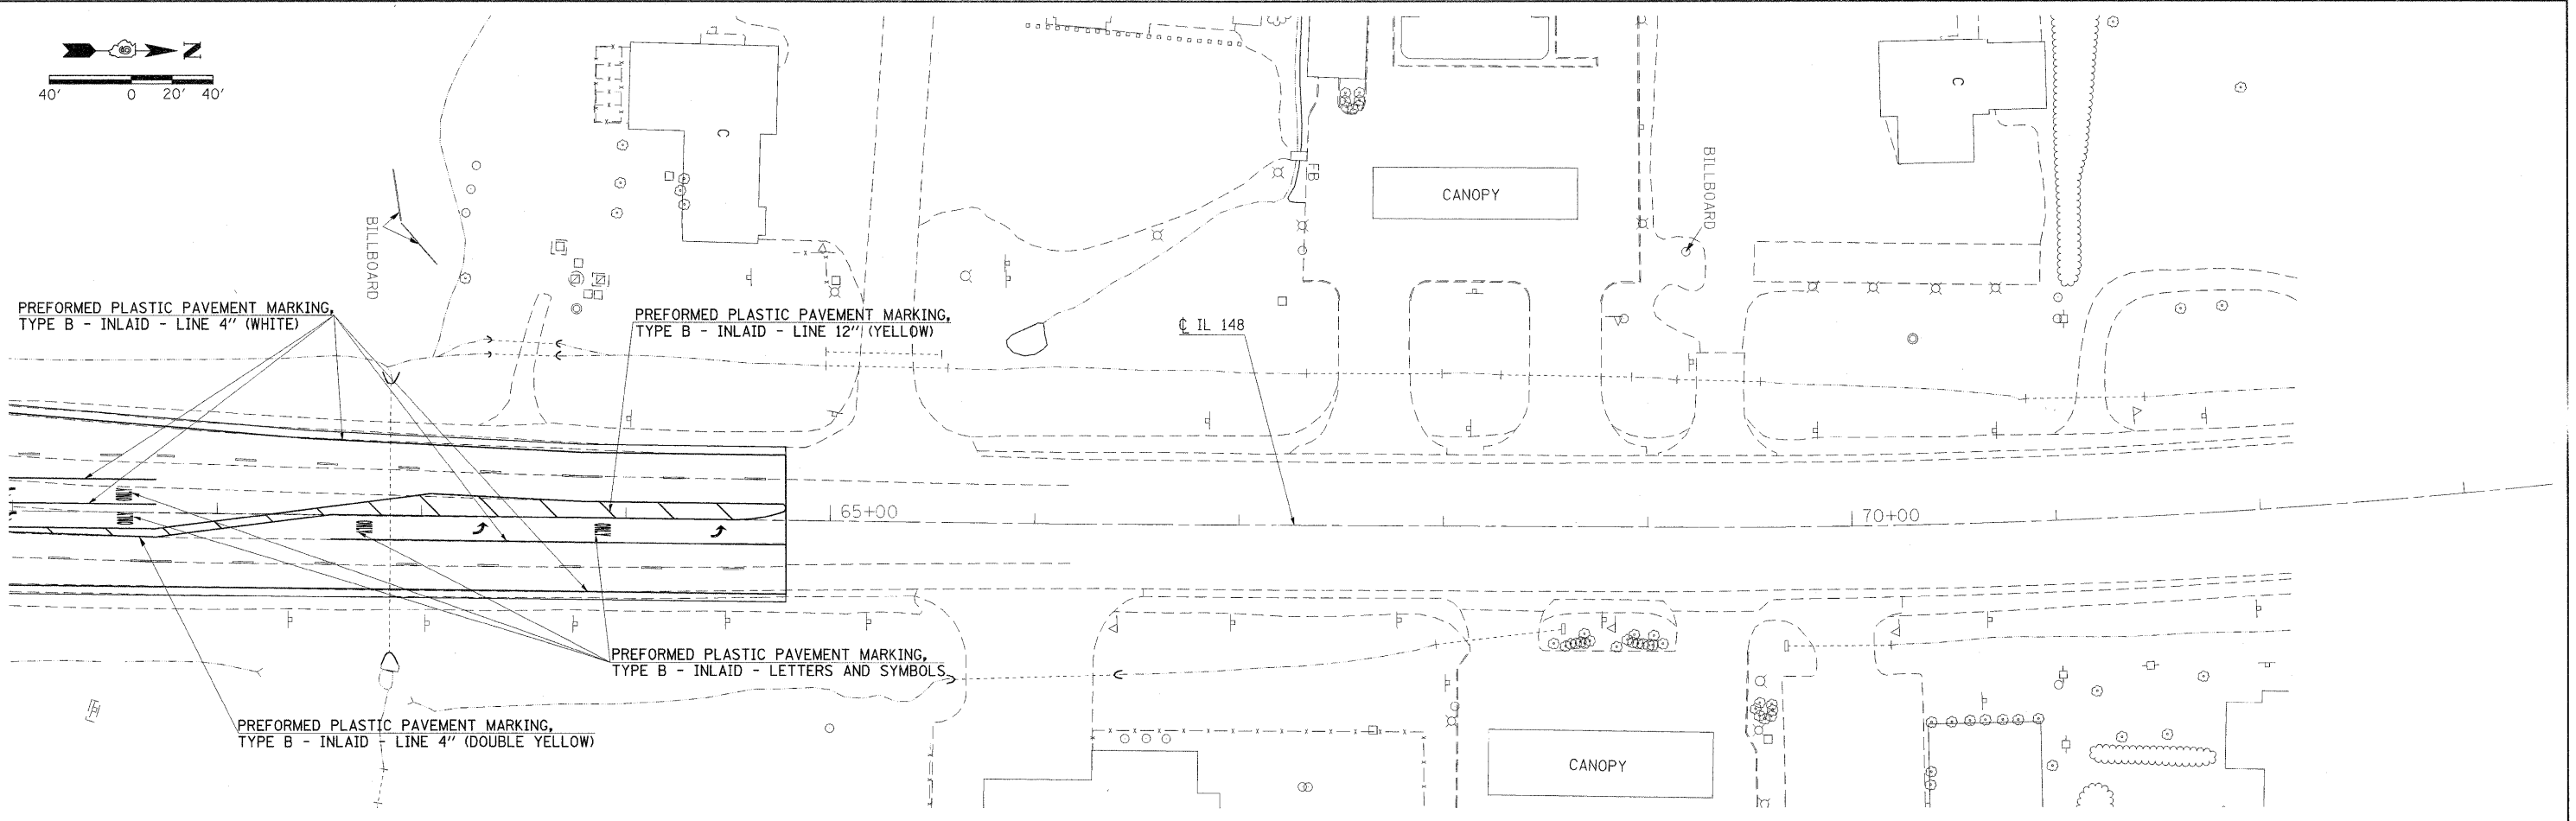 N
40' 0 20' 40'
C
FB
CANOPY
BILLBOARD
C
BILLBOARD
PREFORMED PLASTIC PAVEMENT MARKING,
TYPE B - INLAID - LINE 4" (WHITE)
PREFORMED PLASTIC PAVEMENT MARKING,
TYPE B - INLAID - LINE 12" (YELLOW)
℄ IL 148
65+00
70+00
PREFORMED PLASTIC PAVEMENT MARKING,
TYPE B - INLAID - LETTERS AND SYMBOLS
PREFORMED PLASTIC PAVEMENT MARKING,
TYPE B - INLAID - LINE 4" (DOUBLE YELLOW)
CANOPY